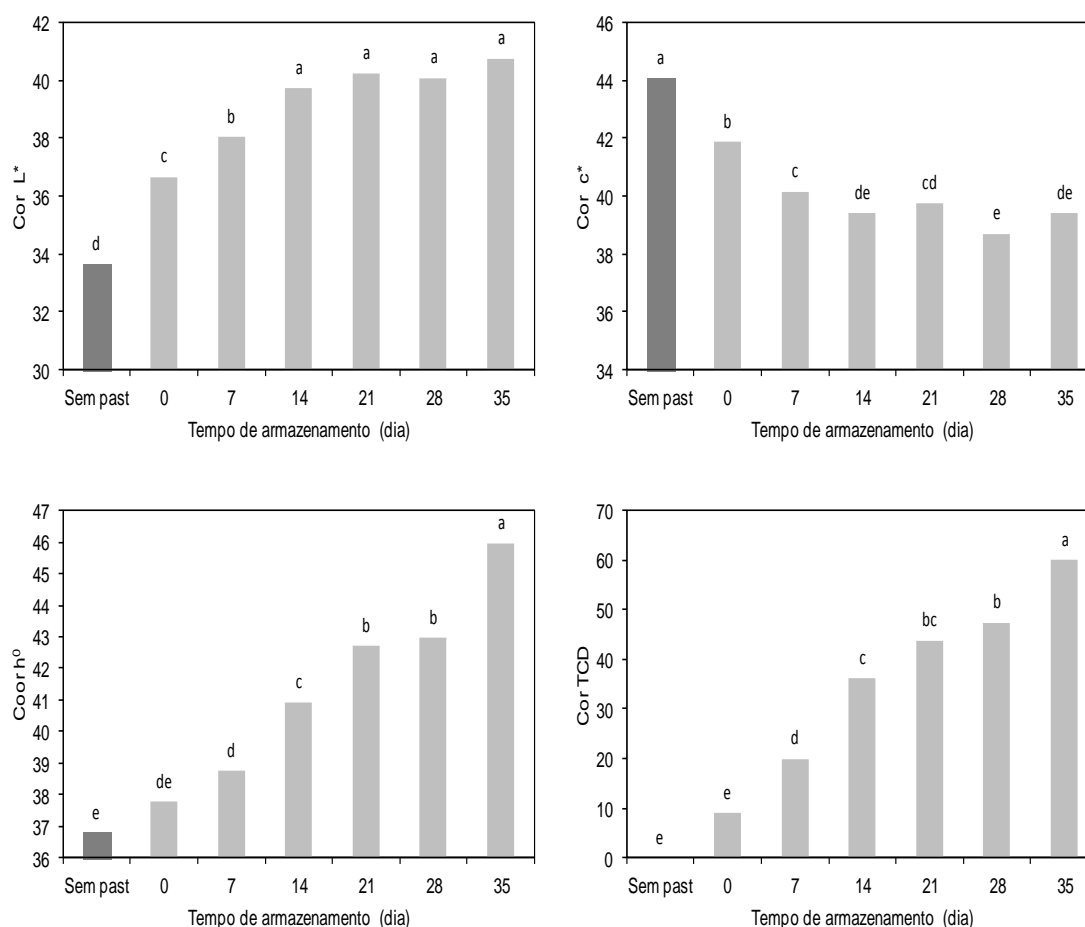 Cor L*
42
40
38
36
34
32
30
d
c
b
a
a
a
a
Sem past 0 7 14 21 28 35
Tempo de armazenamento (dia)
Cor c*
46
44
42
40
38
36
34
a
b
c
de
cd
e
de
Sem past 0 7 14 21 28 35
Tempo de armazenamento (dia)
Coor h⁰
47
46
45
44
43
42
41
40
39
38
37
36
e
de
d
c
b
b
a
Sem past 0 7 14 21 28 35
Tempo de armazenamento (dia)
Cor TCD
70
60
50
40
30
20
10
0
e
e
d
c
bc
b
a
Sem past 0 7 14 21 28 35
Tempo de armazenamento (dia)